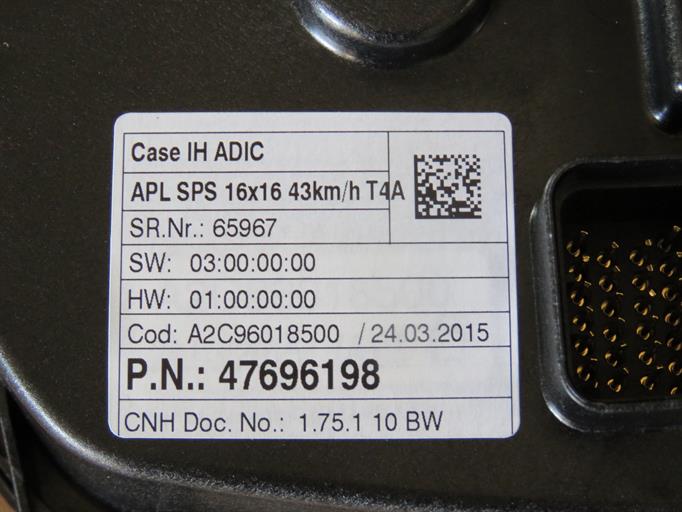 Case IH ADIC
APL SPS 16x16 43km/h T4A
SR.Nr.: 65967
SW: 03:00:00:00
HW: 01:00:00:00
Cod: A2C96018500 / 24.03.2015
P.N.: 47696198
CNH Doc. No.: 1.75.1 10 BW